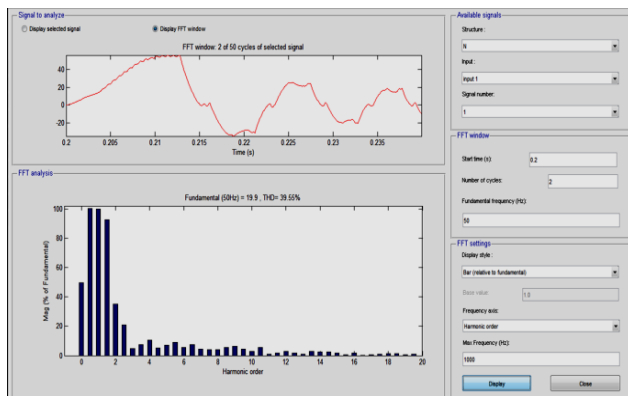 Signal to analyze
Display selected signal
Display FFT window
FFT window: 2 of 50 cycles of selected signal
40
20
0
-20
0.2
0.205
0.21
0.215
0.22
0.225
0.23
0.235
Time (s)
FFT analysis
Fundamental (50Hz) = 19.9 , THD= 39.55%
100
80
60
40
20
0
Mag (% of Fundamental)
0
2
4
6
8
10
12
14
16
18
20
Harmonic order
Available signals
Structure :
N
Input :
input 1
Signal number:
1
FFT window
Start time (s):
0.2
Number of cycles:
2
Fundamental frequency (Hz):
50
FFT settings
Display style :
Bar (relative to fundamental)
Base value:
1.0
Frequency axis:
Harmonic order
Max Frequency (Hz):
1000
Display
Close